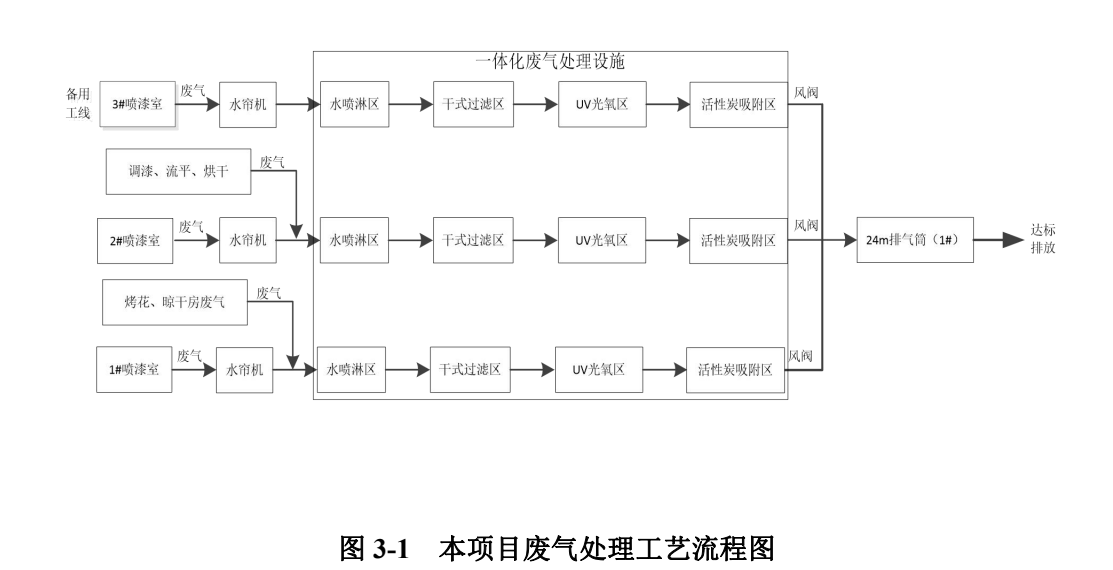 一体化废气处理设施
备用
工线
3#喷漆室
废气
水帘机
水喷淋区
干式过滤区
UV光氧区
活性炭吸附区
风阀
调漆、流平、烘干
废气
2#喷漆室
废气
水帘机
水喷淋区
干式过滤区
UV光氧区
活性炭吸附区
风阀
24m排气筒（1#）
达标
排放
烤花、晾干房废气
废气
1#喷漆室
废气
水帘机
水喷淋区
干式过滤区
UV光氧区
活性炭吸附区
风阀
图 3-1 本项目废气处理工艺流程图